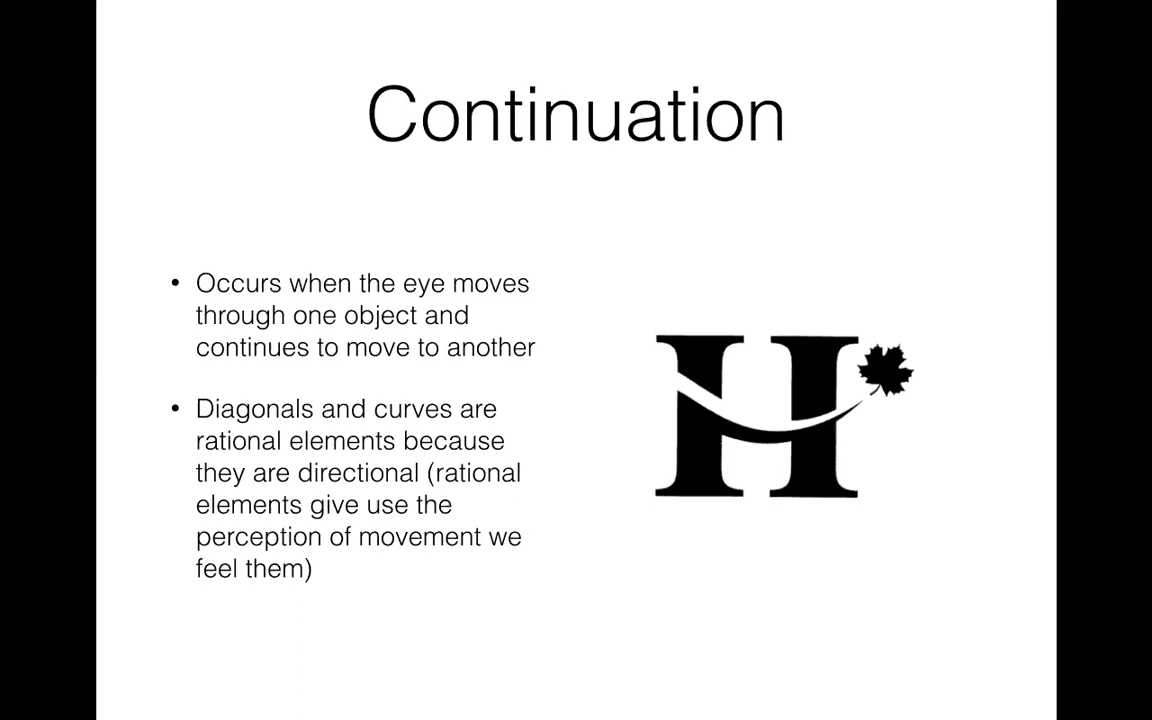 Continuation
• Occurs when the eye moves
through one object and
continues to move to another
• Diagonals and curves are
rational elements because
they are directional (rational
elements give use the
perception of movement we
feel them)
H